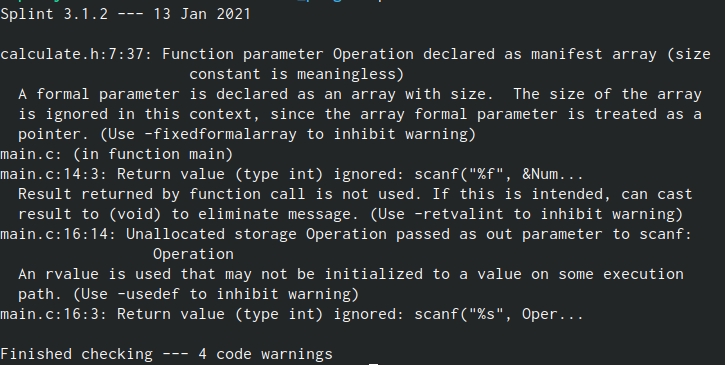 Splint 3.1.2 --- 13 Jan 2021
calculate.h:7:37: Function parameter Operation declared as manifest array (size
constant is meaningless)
A formal parameter is declared as an array with size.  The size of the array
is ignored in this context, since the array formal parameter is treated as a
pointer. (Use -fixedformalarray to inhibit warning)
main.c: (in function main)
main.c:14:3: Return value (type int) ignored: scanf("%f", &Num...
Result returned by function call is not used. If this is intended, can cast
result to (void) to eliminate message. (Use -retvalint to inhibit warning)
main.c:16:14: Unallocated storage Operation passed as out parameter to scanf:
Operation
An rvalue is used that may not be initialized to a value on some execution
path. (Use -usedef to inhibit warning)
main.c:16:3: Return value (type int) ignored: scanf("%s", Oper...
Finished checking --- 4 code warnings